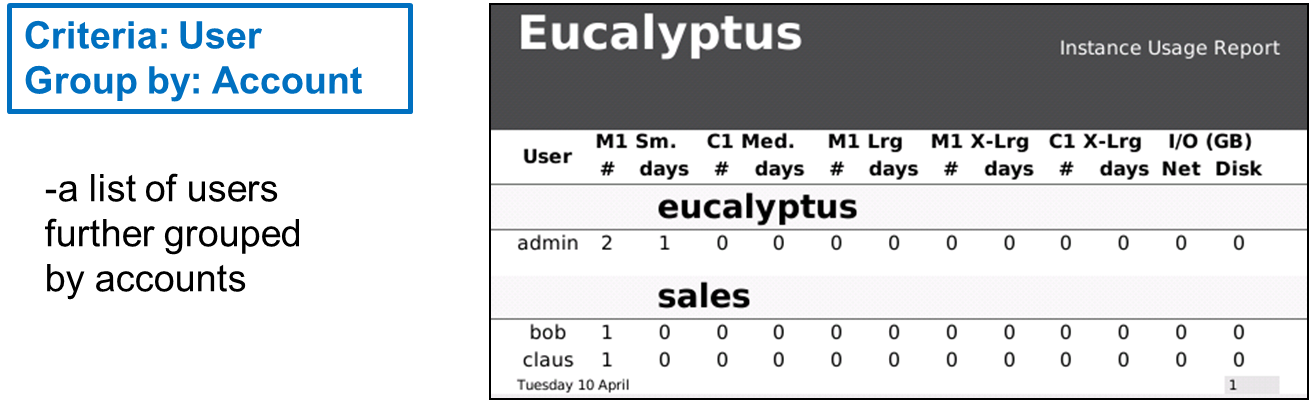 Criteria: User
Group by: Account
-a list of users
further grouped
by accounts
Eucalyptus
Instance Usage Report
User M1 Sm. C1 Med. M1 Lrg M1 X-Lrg C1 X-Lrg I/O (GB)
# days # days # days # days # days Net Disk
eucalyptus
admin 2 1 0 0 0 0 0 0 0 0 0 0
sales
bob 1 0 0 0 0 0 0 0 0 0 0 0
claus 1 0 0 0 0 0 0 0 0 0 0 0
Tuesday 10 April 1